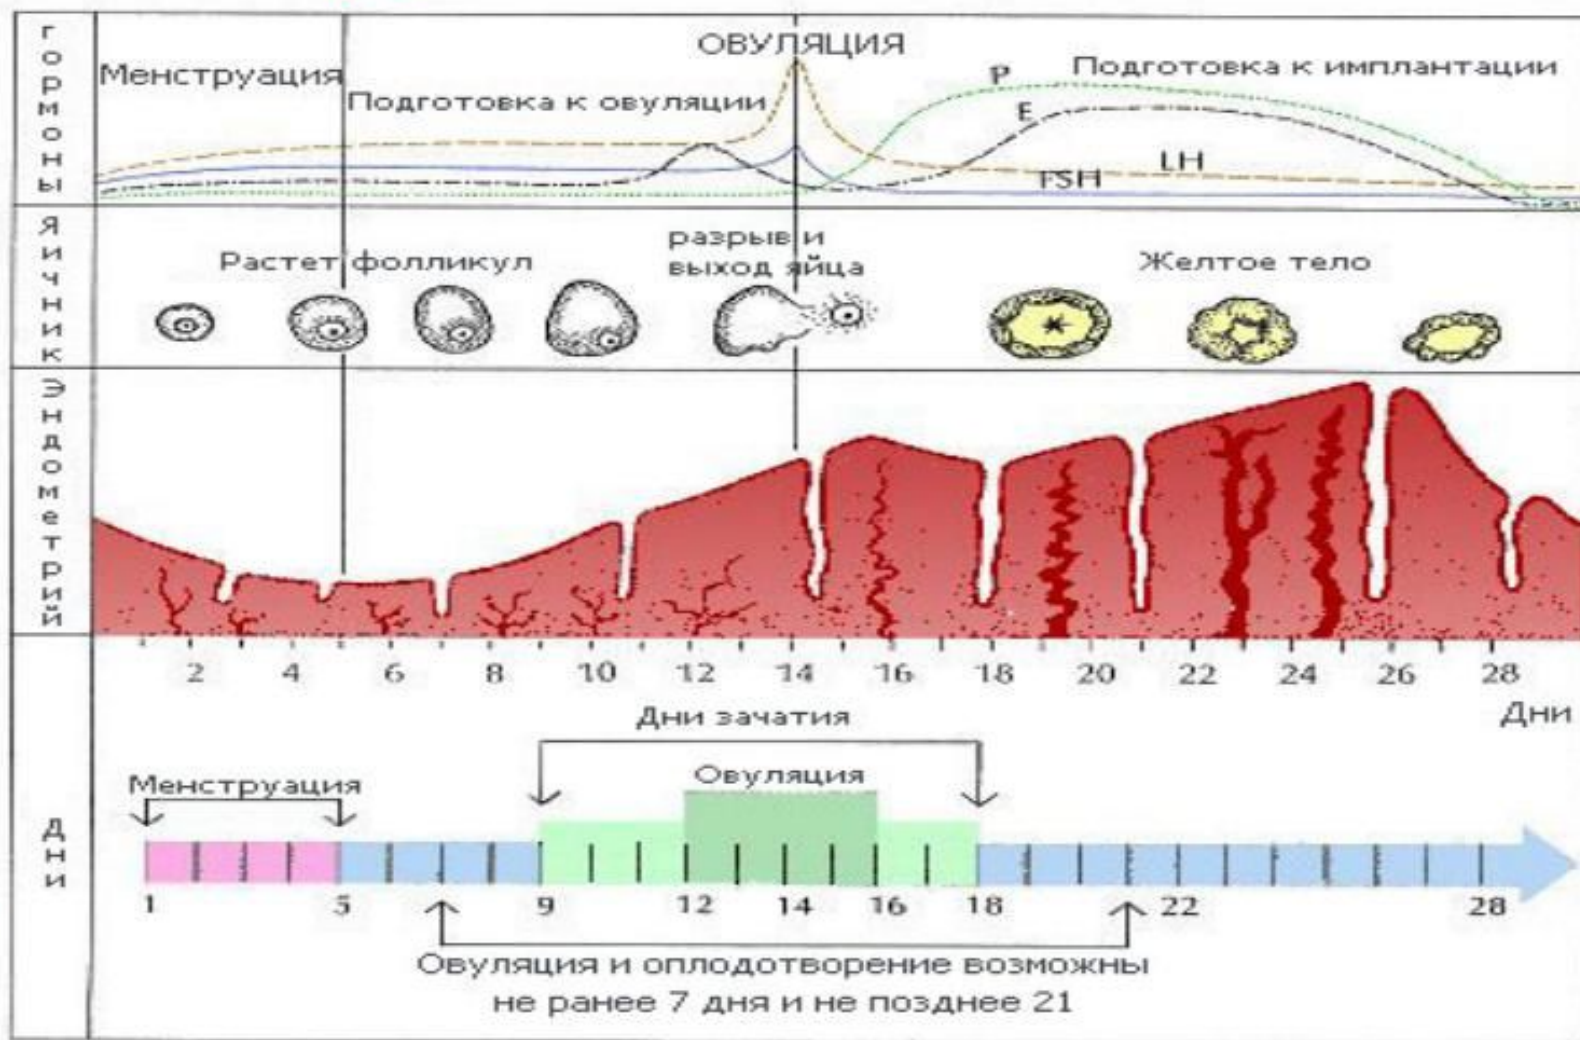 гормоны
Менструация
ОВУЛЯЦИЯ
Подготовка к овуляции
P
Подготовка к имплантации
E
LH
FSH
Яичник
Растет фолликул
разрыв и
выход яйца
Желтое тело
Эндометрий
2 4 6 8 10 12 14 16 18 20 22 24 26 28
Дни
Дни зачатия
Менструация
Овуляция
Дни
1 5 9 12 14 16 18 22 28
Овуляция и оплодотворение возможны
не ранее 7 дня и не позднее 21